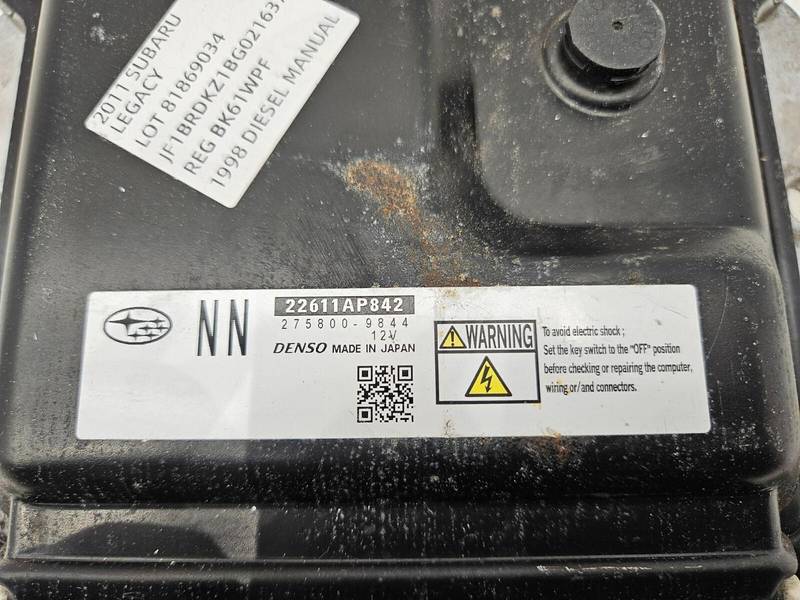 2011 SUBARU
LEGACY
LOT 81869034
JF1BRDKZ1BG021637
REG BK61WPF
1998 DIESEL MANUAL
NN
22611AP842
275800-9844
12V
DENSO MADE IN JAPAN
WARNING
To avoid electric shock ;
Set the key switch to the "OFF" position
before checking or repairing the computer,
wiring or/and connectors.